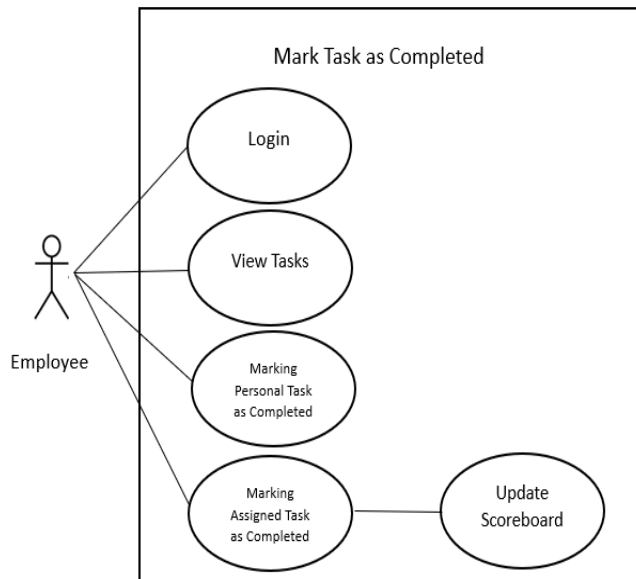 Mark Task as Completed
Login
View Tasks
Employee
Marking
Personal Task
as Completed
Marking
Assigned Task
as Completed
Update
Scoreboard